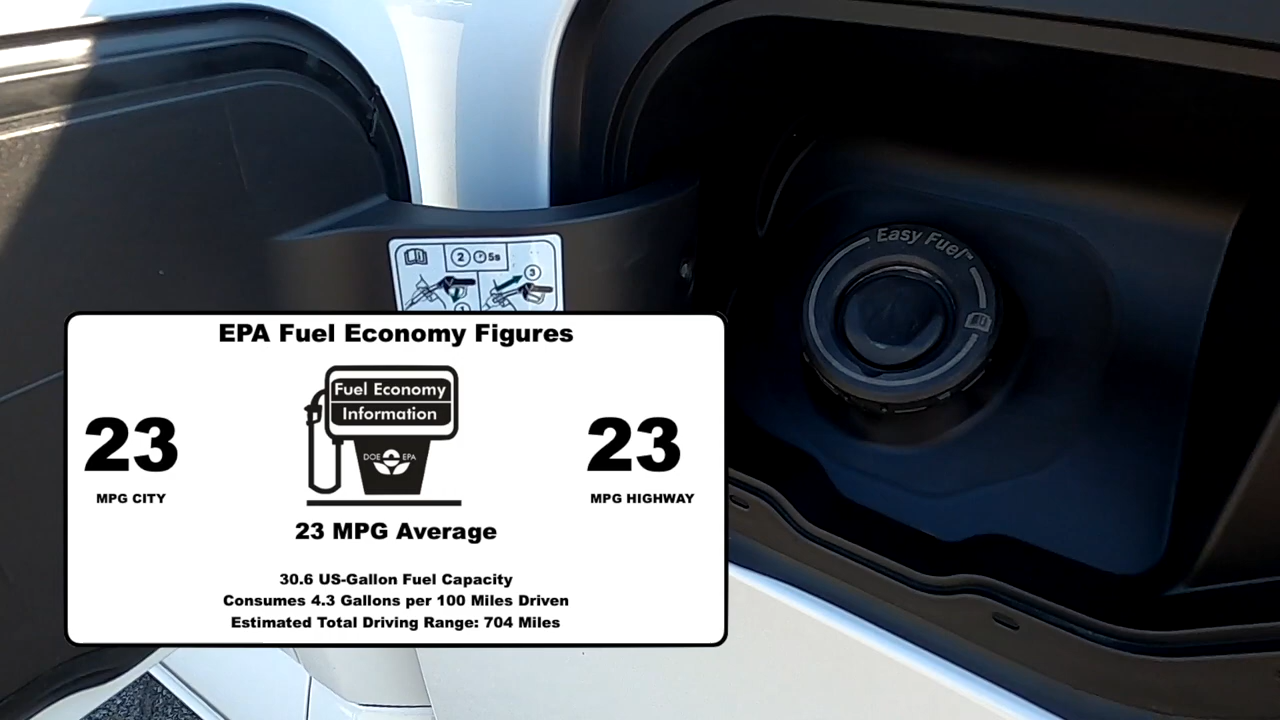 Easy Fuel™
2 5s
3
1
EPA Fuel Economy Figures
Fuel Economy
Information
DOE EPA
23
MPG CITY
23
MPG HIGHWAY
23 MPG Average
30.6 US-Gallon Fuel Capacity
Consumes 4.3 Gallons per 100 Miles Driven
Estimated Total Driving Range: 704 Miles